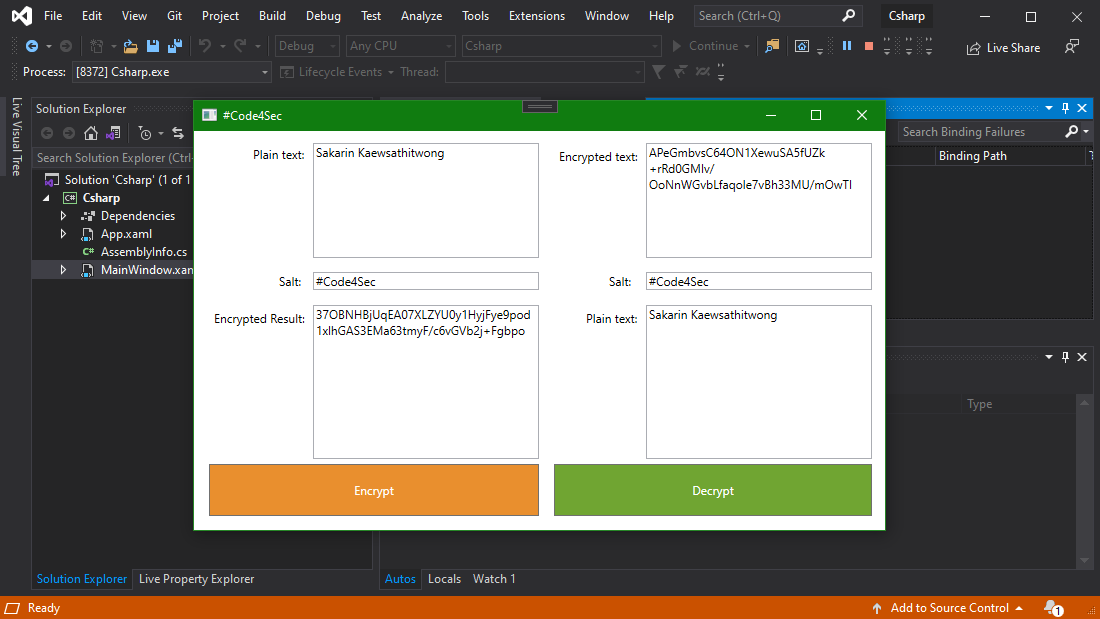 File Edit View Git Project Build Debug Test Analyze Tools Extensions Window Help Search (Ctrl+Q) Csharp
Debug Any CPU Csharp Continue Live Share
Process: [8372] Csharp.exe Lifecycle Events Thread:
Live Visual Tree
Solution Explorer
Search Solution Explorer (Ctrl-
Solution 'Csharp' (1 of 1
Csharp
Dependencies
App.xaml
AssemblyInfo.cs
MainWindow.xan
#Code4Sec
Plain text:
Sakarin Kaewsathitwong
Salt:
#Code4Sec
Encrypted Result:
37OBNHBjUqEA07XLZYU0y1HyjFye9pod
1xlhGAS3EMa63tmyF/c6vGVb2j+Fgbpo
Encrypt
Encrypted text:
APeGmbvsC64ON1XewuSA5fUZk
+rRd0GMIv/
OoNnWGvbLfaqole7vBh33MU/mOwTI
Salt:
#Code4Sec
Plain text:
Sakarin Kaewsathitwong
Decrypt
Search Binding Failures
Binding Path
Type
Solution Explorer Live Property Explorer
Autos Locals Watch 1
Ready
Add to Source Control
1